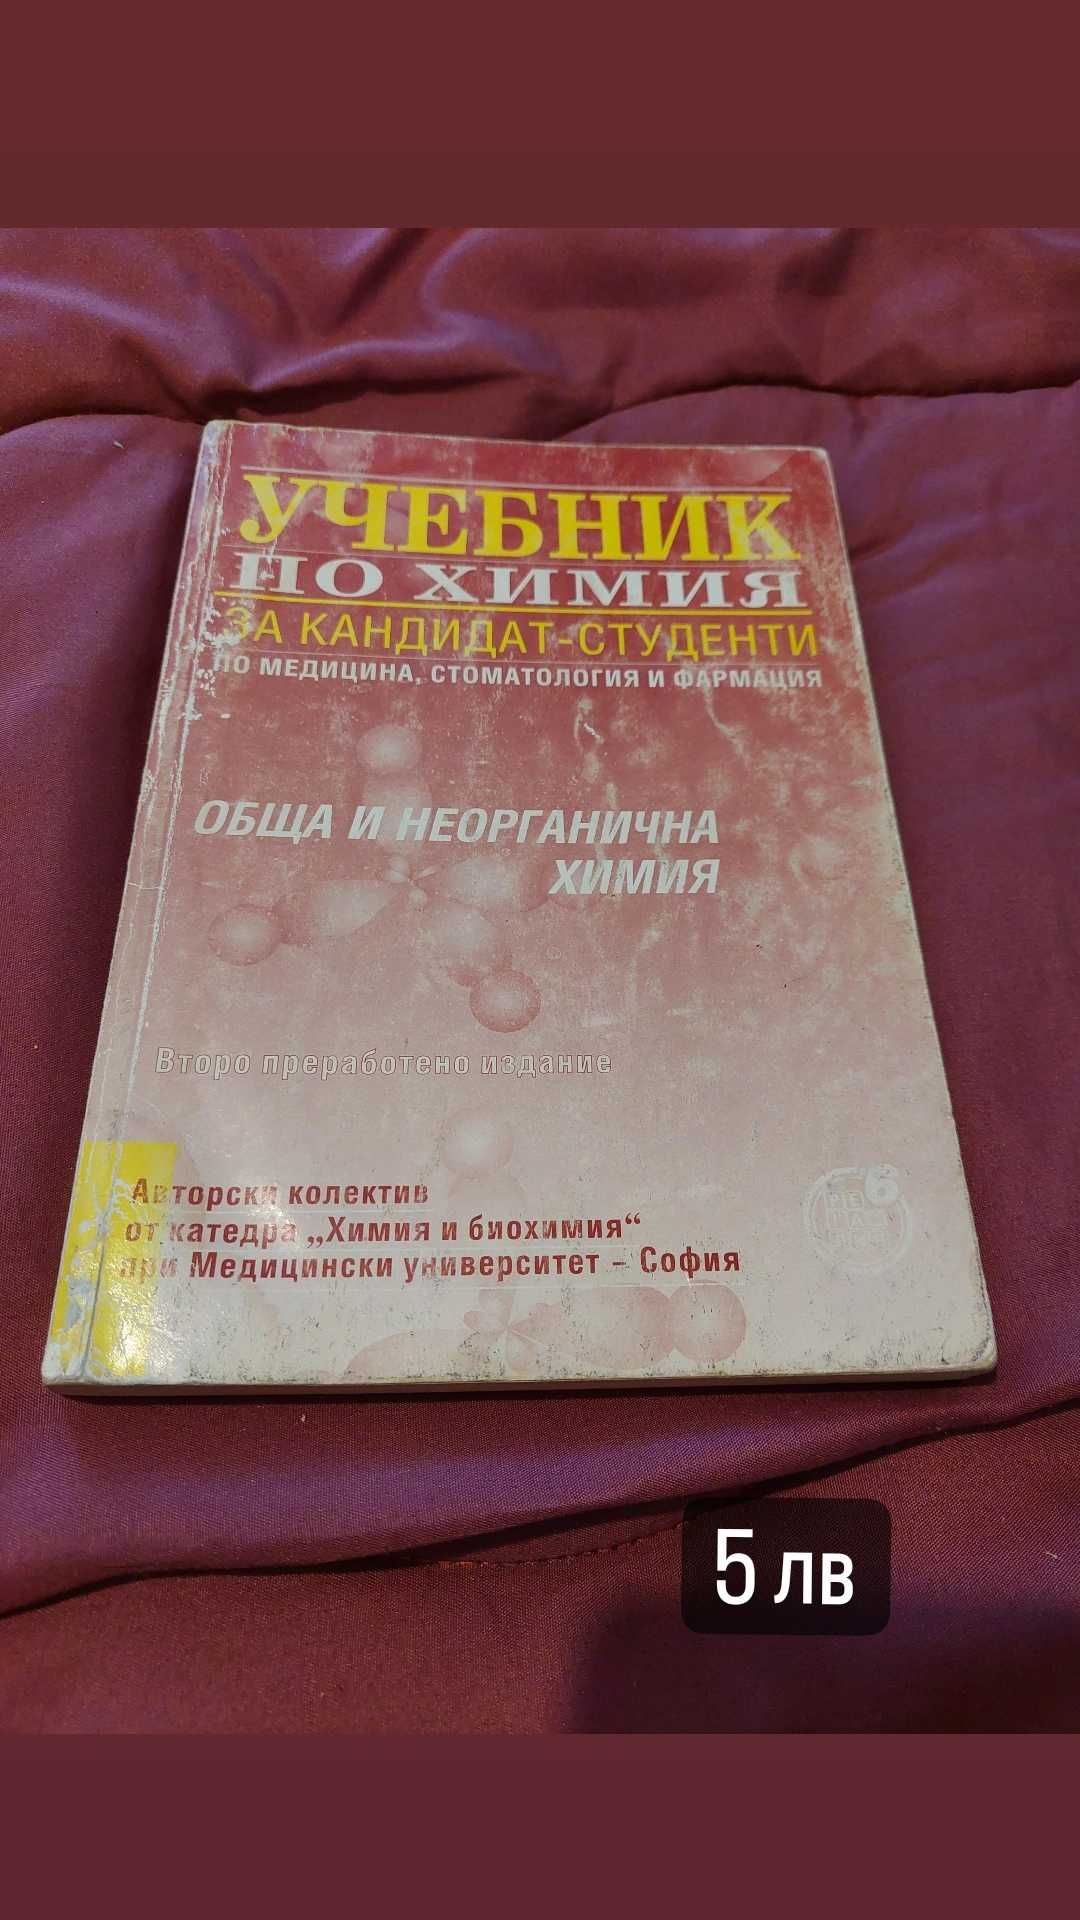 УЧЕБНИК
ПО ХИМИЯ
ЗА КАНДИДАТ-СТУДЕНТИ
ПО МЕДИЦИНА, СТОМАТОЛОГИЯ И ФАРМАЦИЯ
ОБЩА И НЕОРГАНИЧНА
ХИМИЯ
Второ преработено издание
Авторски колектив
от катедра „Химия и биохимия“
при Медицински университет – София
5 лв